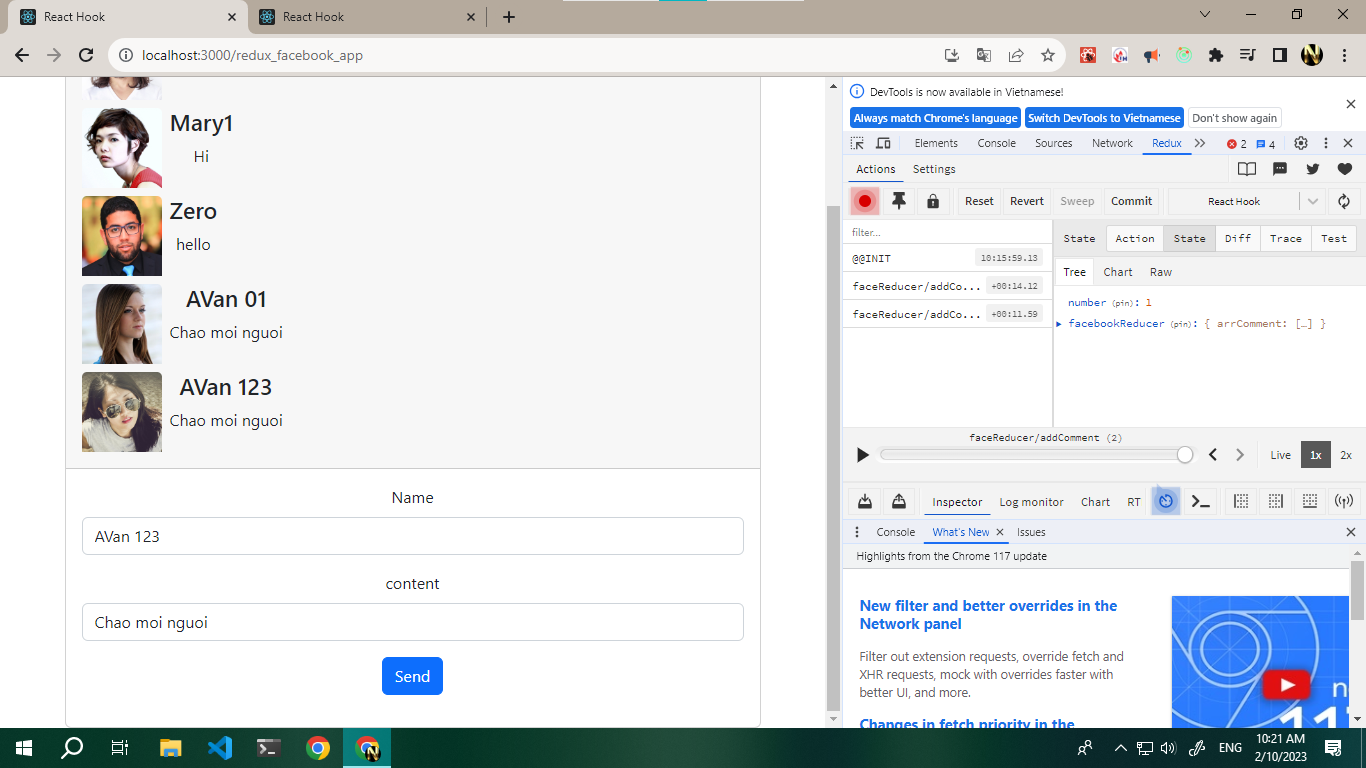 React Hook
React Hook
localhost:3000/redux_facebook_app
Mary1
Hi
Zero
hello
AVan 01
Chao moi nguoi
AVan 123
Chao moi nguoi
Name
AVan 123
content
Chao moi nguoi
Send
DevTools is now available in Vietnamese!
Always match Chrome's language
Switch DevTools to Vietnamese
Don't show again
Elements
Console
Sources
Network
Redux
2
4
Actions
Settings
Reset
Revert
Sweep
Commit
React Hook
filter...
@@INIT
10:15:59.13
faceReducer/addCo...
+00:14.12
faceReducer/addCo...
+00:11.59
State
Action
State
Diff
Trace
Test
Tree
Chart
Raw
number (pin): 1
facebookReducer (pin): { arrComment: […] }
faceReducer/addComment (2)
Live
1x
2x
Inspector
Log monitor
Chart
RT
Console
What's New
Issues
Highlights from the Chrome 117 update
New filter and better overrides in the
Network panel
Filter out extension requests, override fetch and
XHR requests, mock with overrides faster with
better UI, and more.
Changes in fetch priority in the
ENG
10:21 AM
2/10/2023